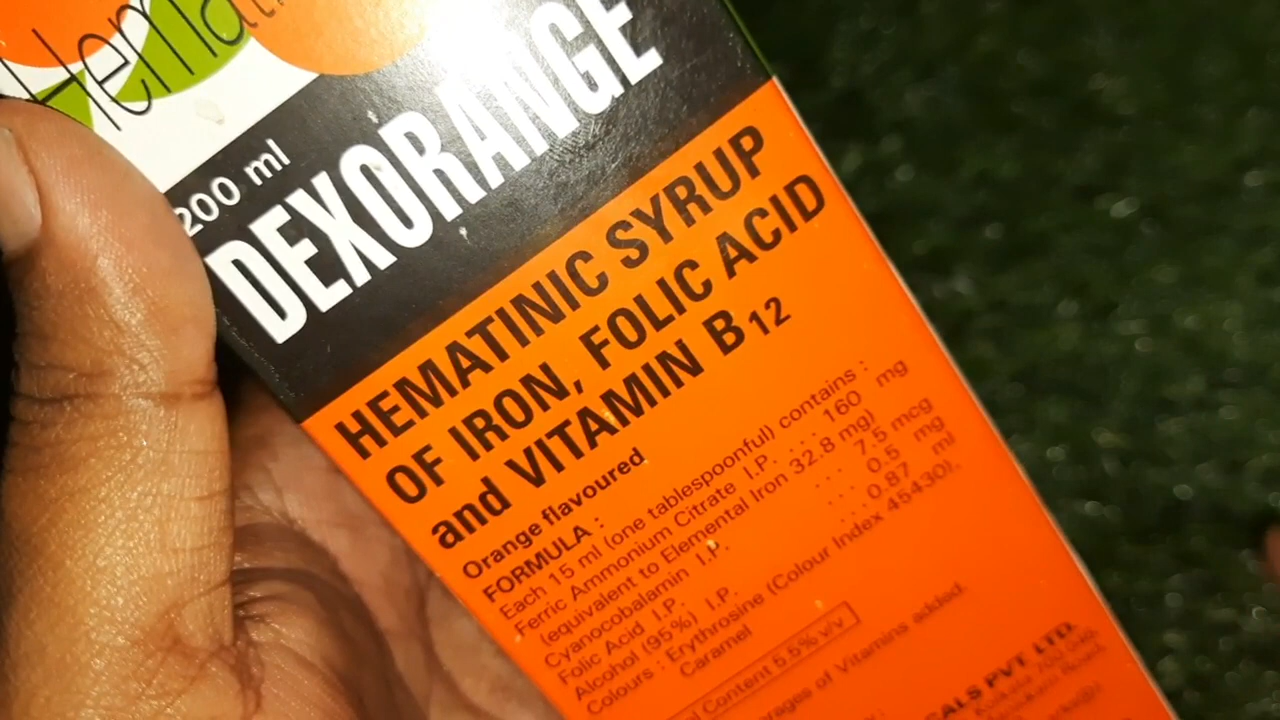 Hema
200 ml
DEXORANGE
HEMATINIC SYRUP
OF IRON, FOLIC ACID
and VITAMIN B12
Orange flavoured
FORMULA :
Each 15 ml (one tablespoonful) contains :
Ferric Ammonium Citrate I.P. . . . 160 mg
(equivalent to Elemental Iron 32.8 mg)
Cyanocobalamin I.P. . . . 7.5 mcg
Folic Acid I.P. . . . 0.5 mg
Alcohol (95%) I.P. . . . 0.87 ml
Colours : Erythrosine (Colour Index 45430).
Caramel
Content 5.5% v/v
of Vitamins added.
PVT LTD.